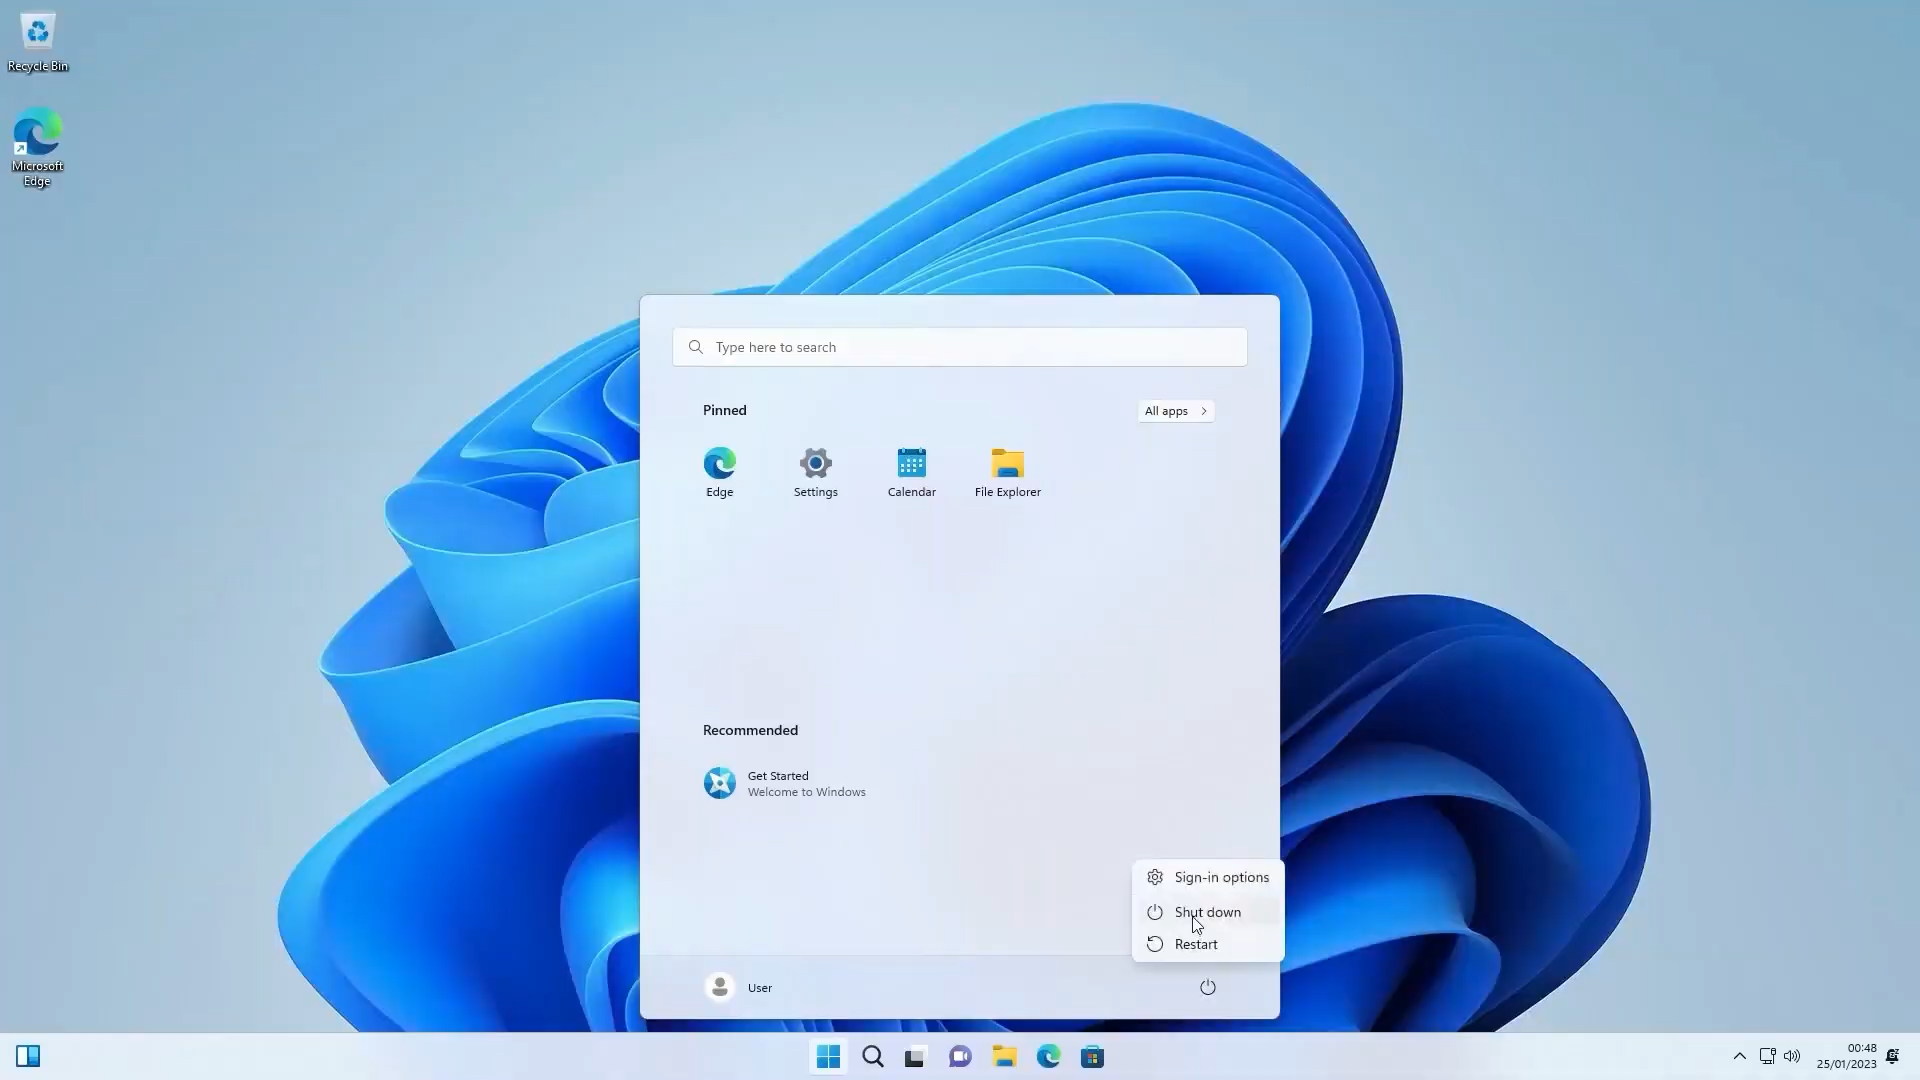 Recycle Bin
Microsoft
Edge
Type here to search
Pinned
All apps
Edge
Settings
Calendar
File Explorer
Recommended
Get Started
Welcome to Windows
Sign-in options
Shut down
Restart
User
00:48
25/01/2023